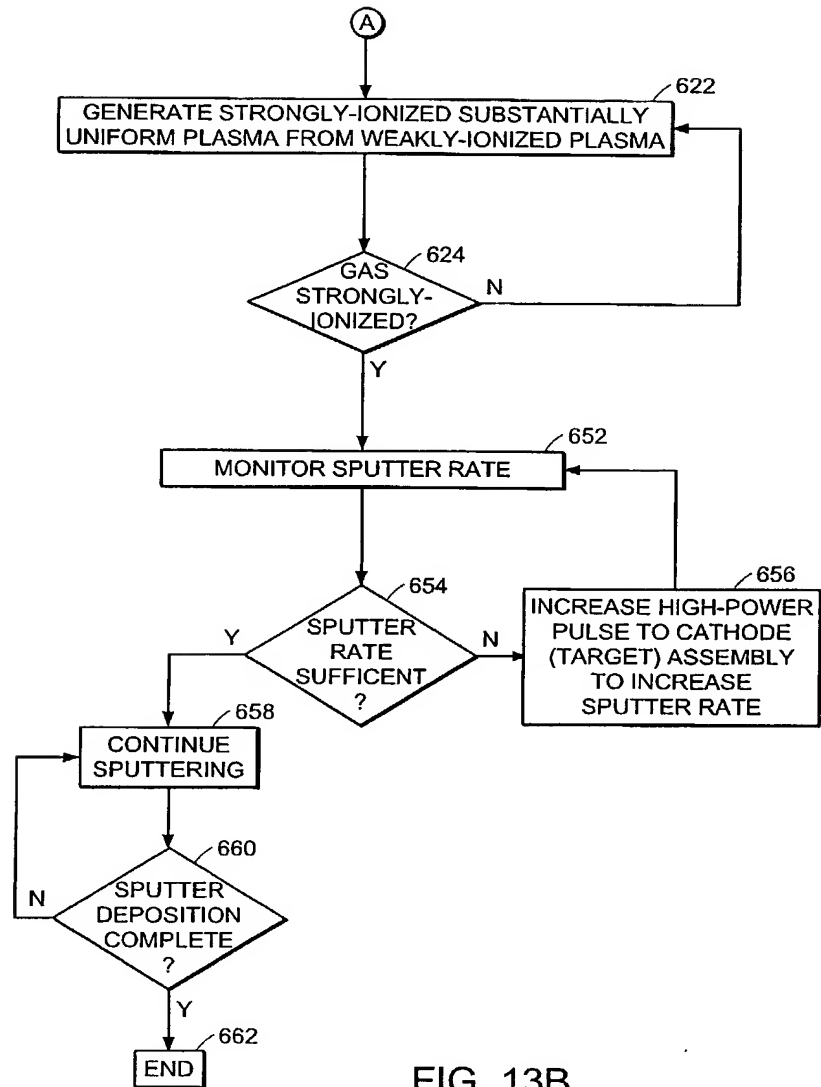 A
622
GENERATE STRONGLY-IONIZED SUBSTANTIALLY
UNIFORM PLASMA FROM WEAKLY-IONIZED PLASMA
624
GAS
STRONGLY-
IONIZED?
N
Y
652
MONITOR SPUTTER RATE
654
SPUTTER
RATE
SUFFICENT
?
Y
N
656
INCREASE HIGH-POWER
PULSE TO CATHODE
(TARGET) ASSEMBLY
TO INCREASE
SPUTTER RATE
658
CONTINUE
SPUTTERING
660
SPUTTER
DEPOSITION
COMPLETE
?
N
Y
662
END
FIG. 13B